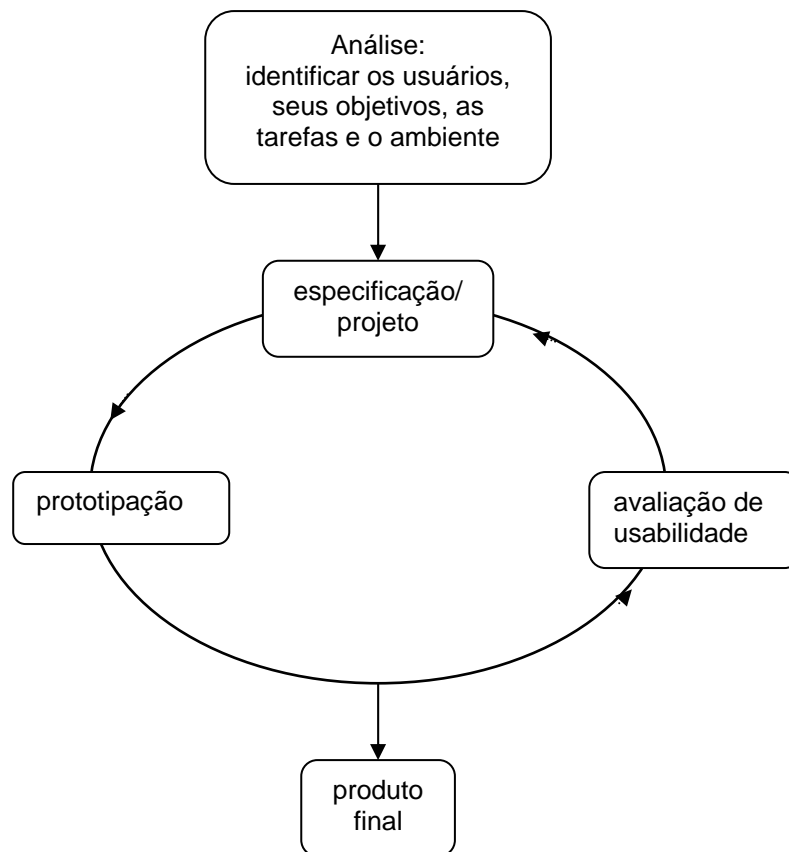 Análise:
identificar os usuários,
seus objetivos, as
tarefas e o ambiente
especificação/
projeto
prototipação
avaliação de
usabilidade
produto
final